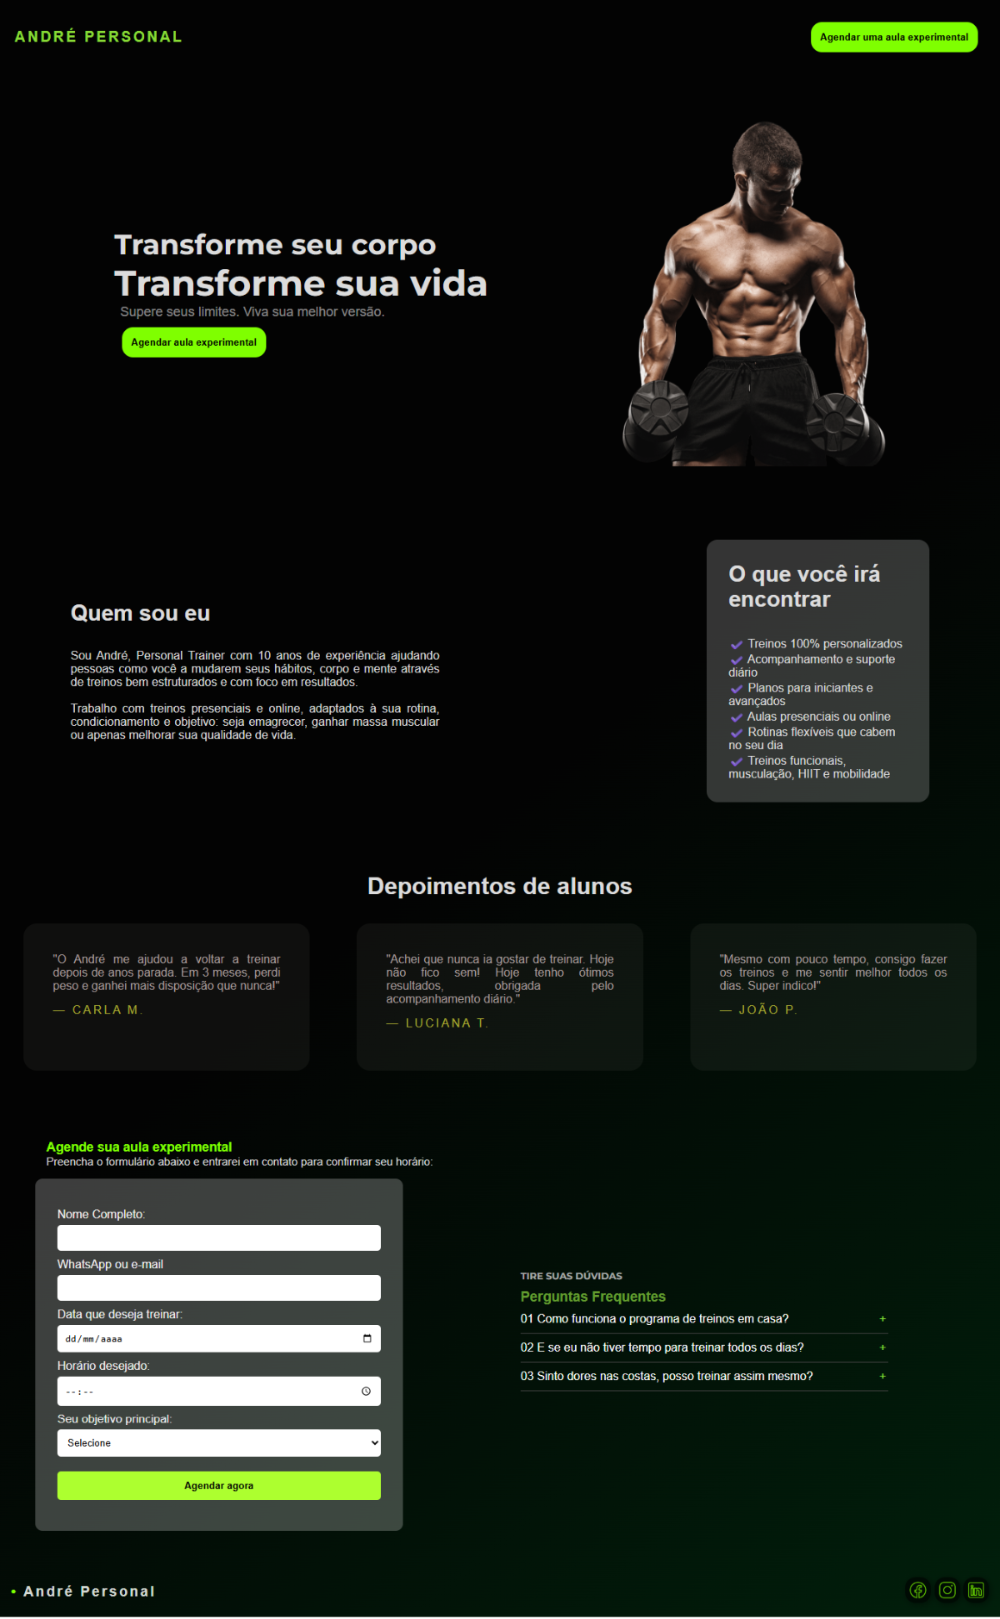 ANDRÉ PERSONAL
Agendar uma aula experimental
Transforme seu corpo
Transforme sua vida
Supere seus limites. Viva sua melhor versão.
Agendar aula experimental
Quem sou eu
Sou André, Personal Trainer com 10 anos de experiência ajudando
pessoas como você a mudarem seus hábitos, corpo e mente através
de treinos bem estruturados e com foco em resultados.
Trabalho com treinos presenciais e online, adaptados à sua rotina,
condicionamento e objetivo: seja emagrecer, ganhar massa muscular
ou apenas melhorar sua qualidade de vida.
O que você irá
encontrar
Treinos 100% personalizados
Acompanhamento e suporte
diário
Planos para iniciantes e
avançados
Aulas presenciais ou online
Rotinas flexíveis que cabem
no seu dia
Treinos funcionais,
musculação, HIIT e mobilidade
Depoimentos de alunos
"O André me ajudou a voltar a treinar
depois de anos parada. Em 3 meses, perdi
peso e ganhei mais disposição que nunca!"
— CARLA M.
"Achei que nunca ia gostar de treinar. Hoje
não fico sem! Hoje tenho ótimos
resultados, obrigada pelo
acompanhamento diário."
— LUCIANA T.
"Mesmo com pouco tempo, consigo fazer
os treinos e me sentir melhor todos os
dias. Super indico!"
— JOÃO P.
Agende sua aula experimental
Preencha o formulário abaixo e entrarei em contato para confirmar seu horário:
Nome Completo:
WhatsApp ou e-mail
Data que deseja treinar:
dd/mm/aaaa
Horário desejado:
--:--
Seu objetivo principal:
Selecione
Agendar agora
TIRE SUAS DÚVIDAS
Perguntas Frequentes
01 Como funciona o programa de treinos em casa? +
02 E se eu não tiver tempo para treinar todos os dias? +
03 Sinto dores nas costas, posso treinar assim mesmo? +
• André Personal